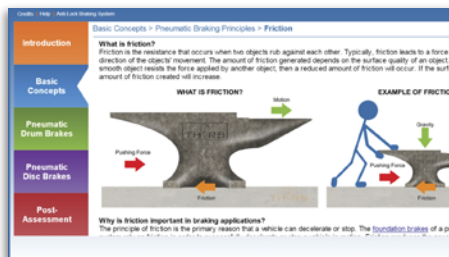 Credits | Help | Anti-Lock Braking System
Basic Concepts > Pneumatic Braking Principles > Friction
Introduction
Basic
Concepts
Pneumatic
Drum Brakes
Pneumatic
Disc Brakes
Post-
Assessment
What is friction?
Friction is the resistance that occurs when two objects rub against each other. Typically, friction leads to a force
direction of the objects' movement. The amount of friction generated depends on the surface quality of an object.
smooth object resists the force applied by another object, then a reduced amount of friction will occur. If the surf
amount of friction created will increase.
WHAT IS FRICTION?
Motion
Pushing Force
Friction
EXAMPLE OF FRICTIO
Gravity
Pushing Force
Friction
Why is friction important in braking applications?
The principle of friction is the primary reason that a vehicle can decelerate or stop. The foundation brakes of a p